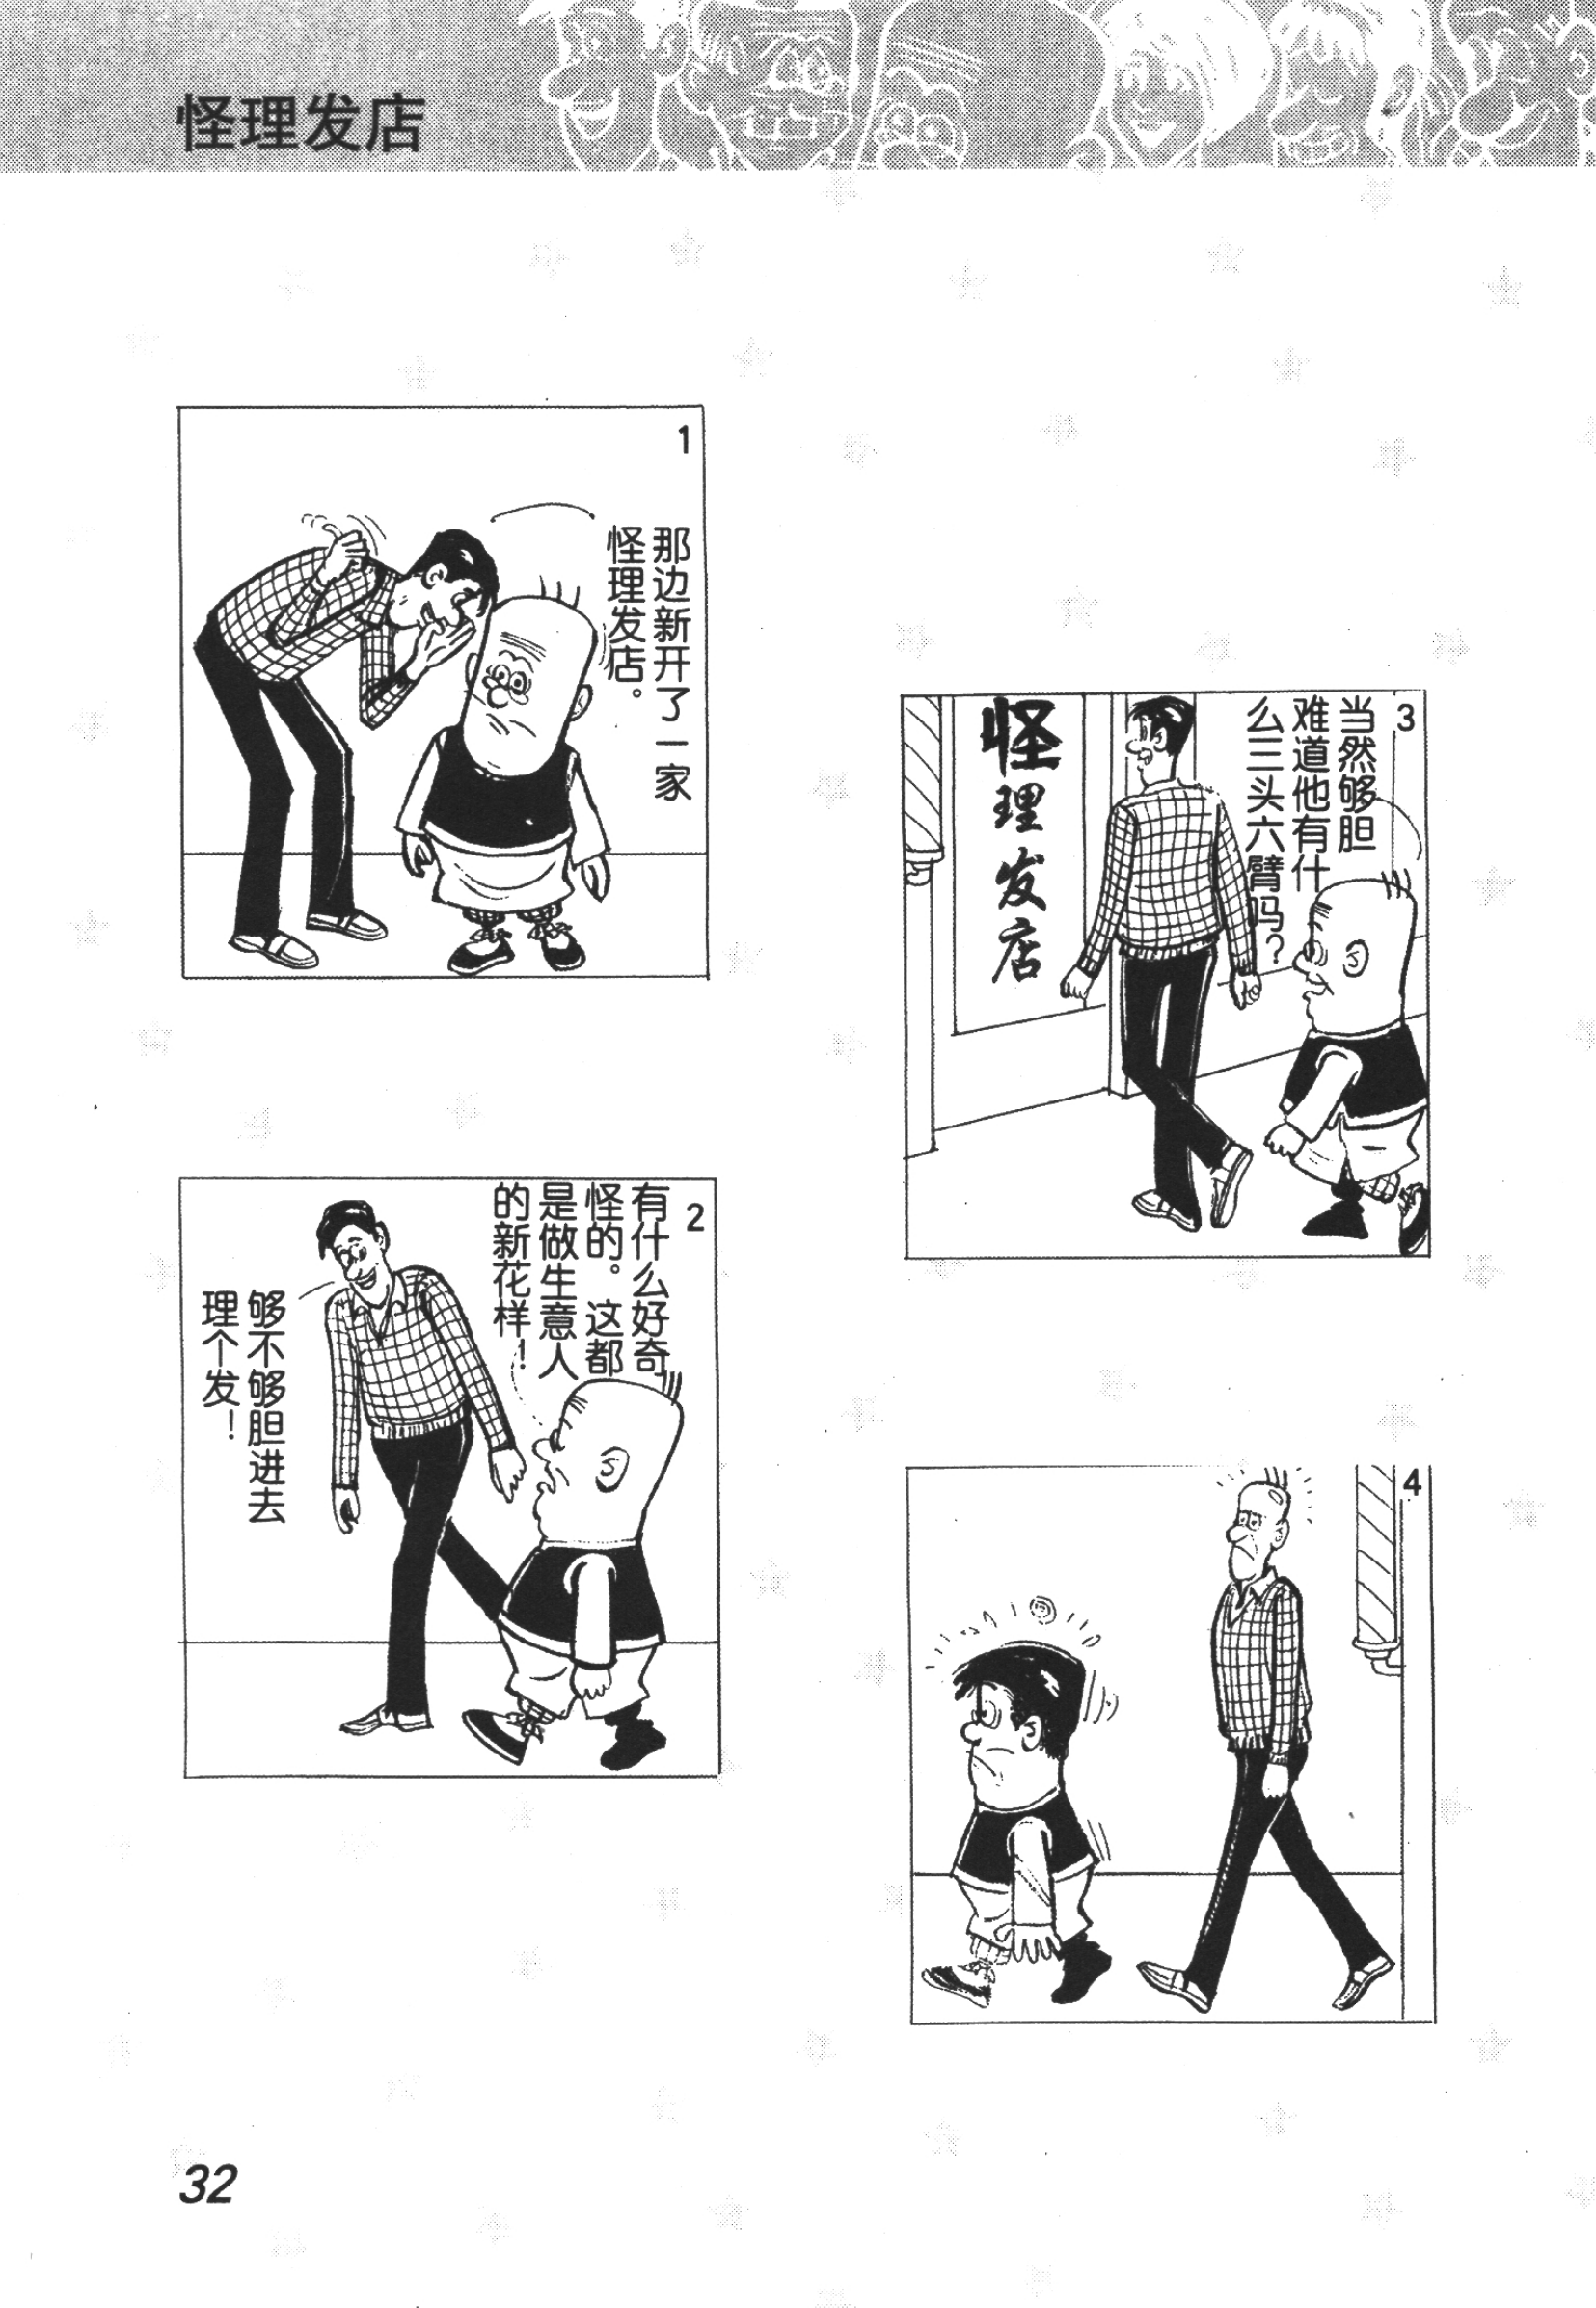 怪理发店
1
那边新开了一家
怪理发店。
2
有什么好奇
怪的。这都
是做生意人
的新花样！
够不够胆进去
理个发！
3
当然够胆
难道他有什
么三头六臂吗？
怪理发店
4
32